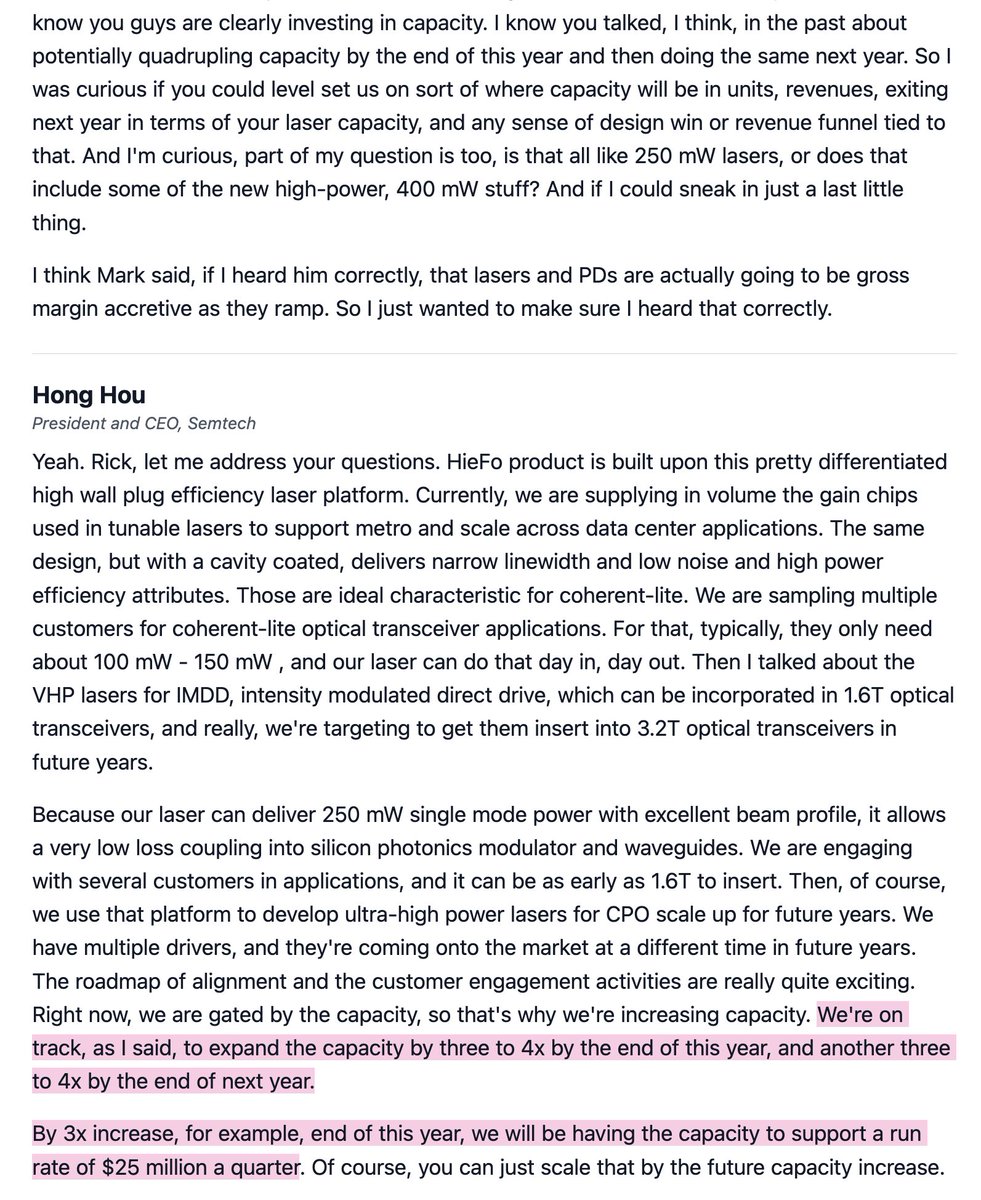 know you guys are clearly investing in capacity. I know you talked, I think, in the past about
potentially quadrupling capacity by the end of this year and then doing the same next year. So I
was curious if you could level set us on sort of where capacity will be in units, revenues, exiting
next year in terms of your laser capacity, and any sense of design win or revenue funnel tied to
that. And I'm curious, part of my question is too, is that all like 250 mW lasers, or does that
include some of the new high-power, 400 mW stuff? And if I could sneak in just a last little
thing.
I think Mark said, if I heard him correctly, that lasers and PDs are actually going to be gross
margin accretive as they ramp. So I just wanted to make sure I heard that correctly.
Hong Hou
President and CEO, Semtech
Yeah. Rick, let me address your questions. HieFo product is built upon this pretty differentiated
high wall plug efficiency laser platform. Currently, we are supplying in volume the gain chips
used in tunable lasers to support metro and scale across data center applications. The same
design, but with a cavity coated, delivers narrow linewidth and low noise and high power
efficiency attributes. Those are ideal characteristic for coherent-lite. We are sampling multiple
customers for coherent-lite optical transceiver applications. For that, typically, they only need
about 100 mW - 150 mW , and our laser can do that day in, day out. Then I talked about the
VHP lasers for IMDD, intensity modulated direct drive, which can be incorporated in 1.6T optical
transceivers, and really, we're targeting to get them insert into 3.2T optical transceivers in
future years.
Because our laser can deliver 250 mW single mode power with excellent beam profile, it allows
a very low loss coupling into silicon photonics modulator and waveguides. We are engaging
with several customers in applications, and it can be as early as 1.6T to insert. Then, of course,
we use that platform to develop ultra-high power lasers for CPO scale up for future years. We
have multiple drivers, and they're coming onto the market at a different time in future years.
The roadmap of alignment and the customer engagement activities are really quite exciting.
Right now, we are gated by the capacity, so that's why we're increasing capacity. We're on
track, as I said, to expand the capacity by three to 4x by the end of this year, and another three
to 4x by the end of next year.
By 3x increase, for example, end of this year, we will be having the capacity to support a run
rate of $25 million a quarter. Of course, you can just scale that by the future capacity increase.